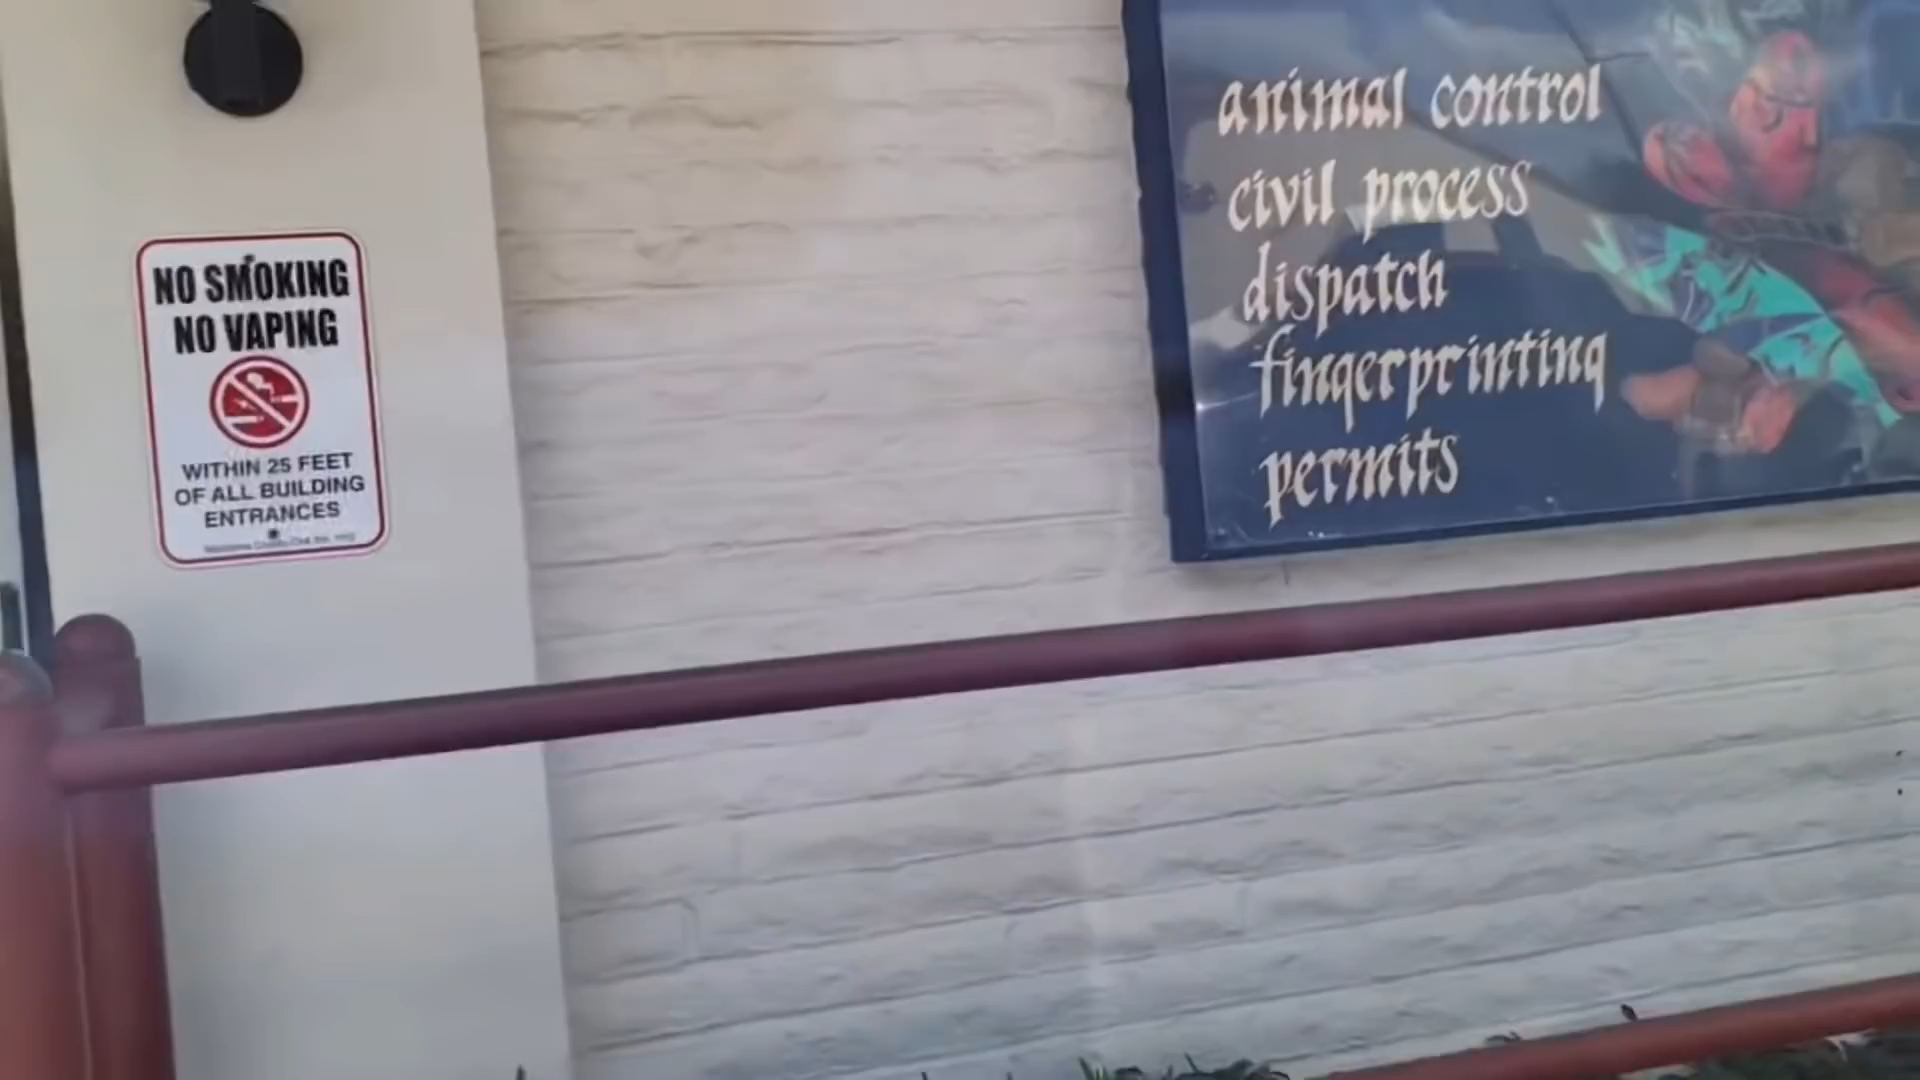 NO SMOKING
NO VAPING
WITHIN 25 FEET
OF ALL BUILDING
ENTRANCES
animal control
civil process
dispatch
fingerprinting
permits